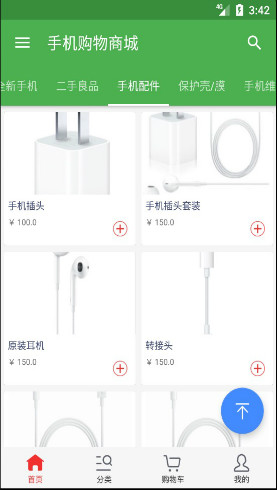 4G 3:42
手机购物商城
全新手机 二手良品 手机配件 保护壳/膜 手机维
手机插头 手机插头套装
￥100.0 ￥150.0
原装耳机 转接头
￥150.0 ￥150.0
首页 分类 购物车 我的